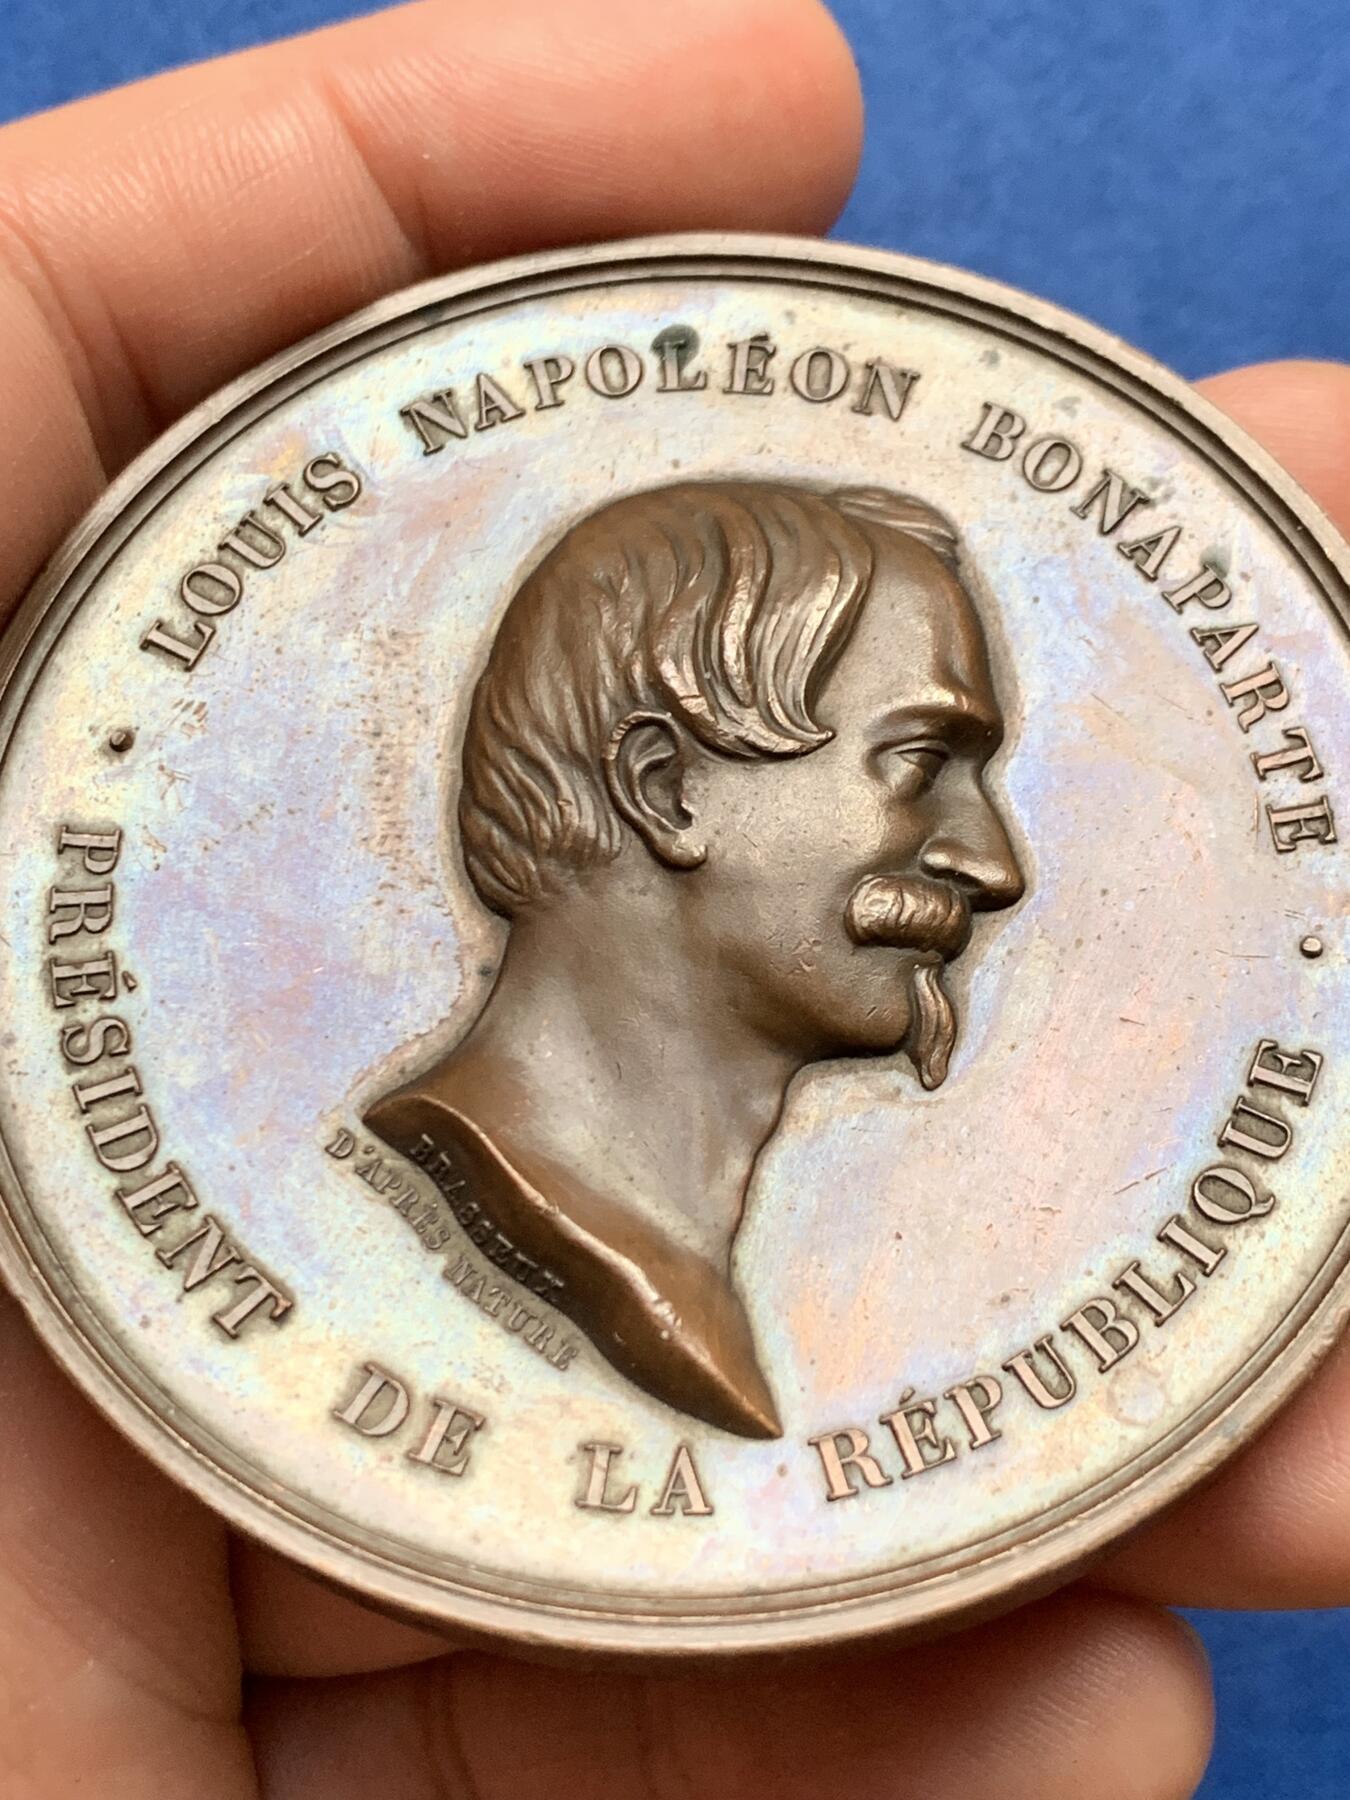 • LOUIS NAPOLÉON BONAPARTE •
PRÉSIDENT DE LA RÉPUBLIQUE
BRASSEUX
D'APRÈS NATURE